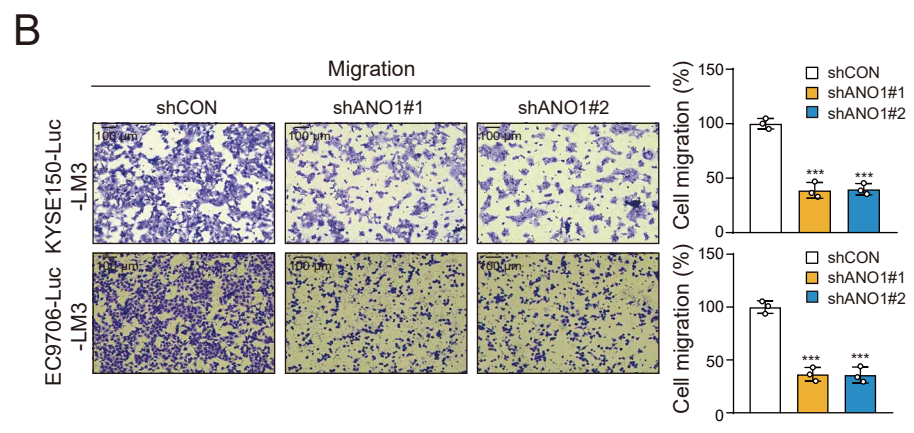 B
Migration
shCON
shANO1#1
shANO1#2
KYSE150-Luc
-LM3
100 µm
100 µm
100 µm
EC9706-Luc
-LM3
100 µm
100 µm
100 µm
Cell migration (%)
150
100
50
0
shCON
shANO1#1
shANO1#2
***
***
Cell migration (%)
150
100
50
0
shCON
shANO1#1
shANO1#2
***
***